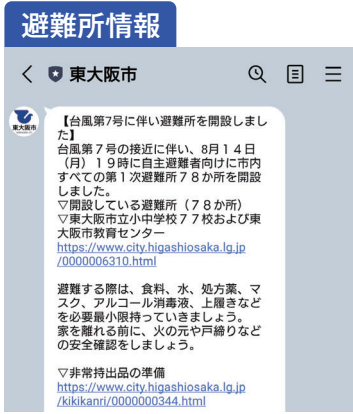 避難所情報
東大阪市
東大阪市
【台風第7号に伴い避難所を開設しまし
た】
台風第７号の接近に伴い、8月１４日
（月）１９時に自主避難者向けに市内
すべての第１次避難所７８か所を開設
しました。
▽開設している避難所（７８か所）
▽東大阪市立小中学校７７校および東
大阪市教育センター
https://www.city.higashiosaka.lg.jp
/0000006310.html
避難する際は、食料、水、処方薬、マ
スク、アルコール消毒液、上履きなど
を必要最小限持っていきましょう。
家を離れる前に、火の元や戸締りなど
の安全確認をしましょう。
▽非常持出品の準備
https://www.city.higashiosaka.lg.jp
/kikikanri/0000000344.html